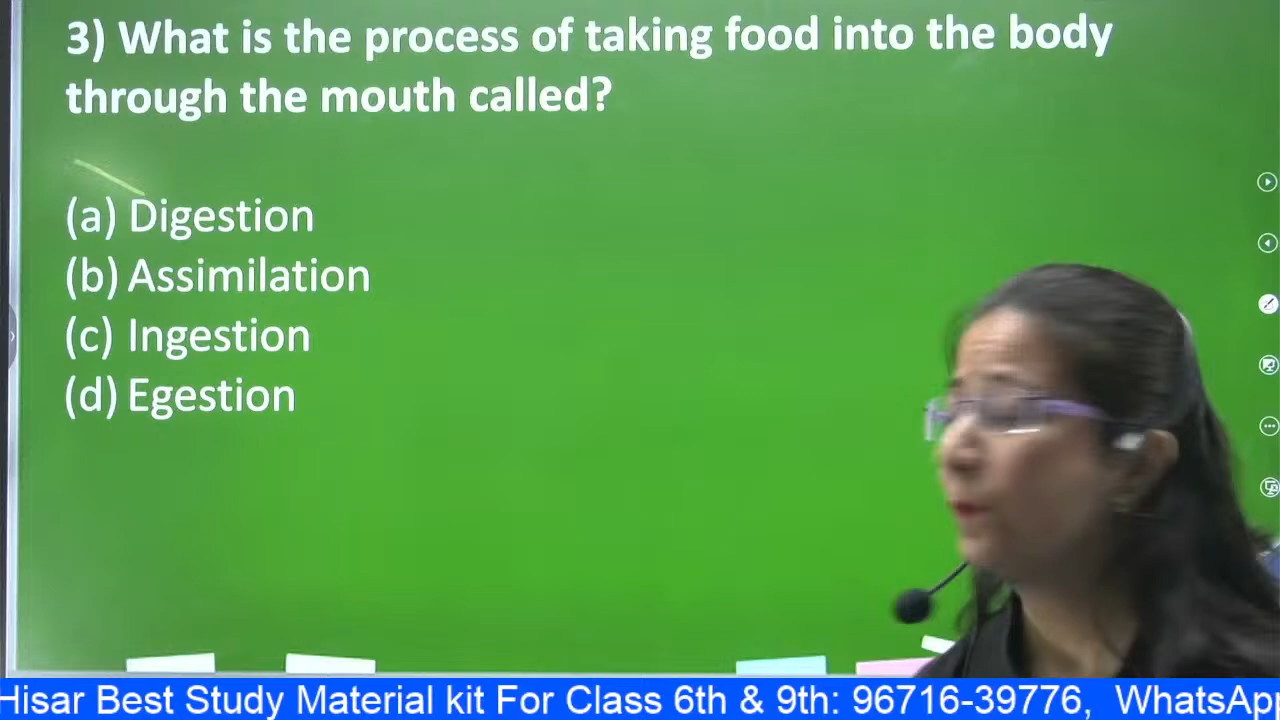 3) What is the process of taking food into the body
through the mouth called?
(a) Digestion
(b) Assimilation
(c) Ingestion
(d) Egestion
Hisar Best Study Material kit For Class 6th & 9th: 96716-39776, WhatsApp